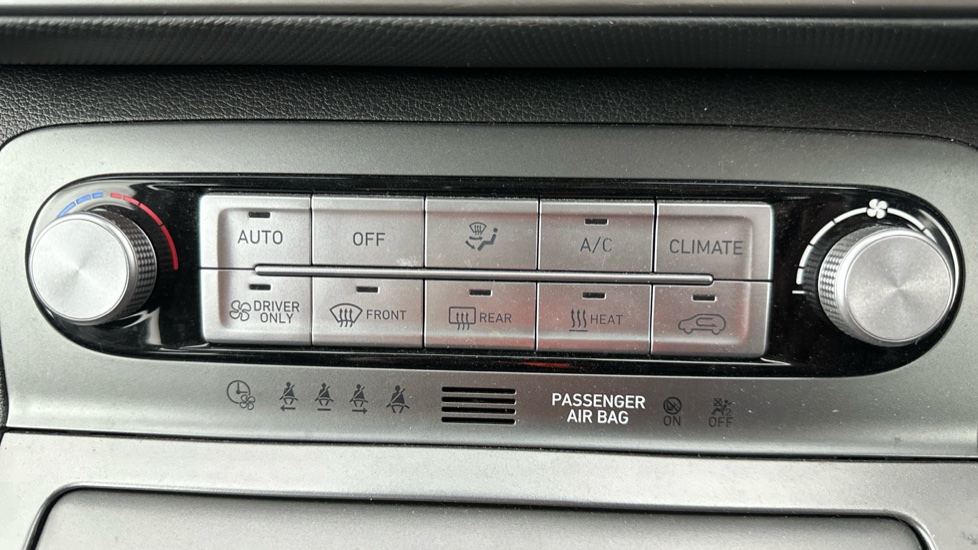 AUTO
OFF
A/C
CLIMATE
DRIVER
ONLY
FRONT
REAR
HEAT
PASSENGER
AIR BAG
ON
OFF